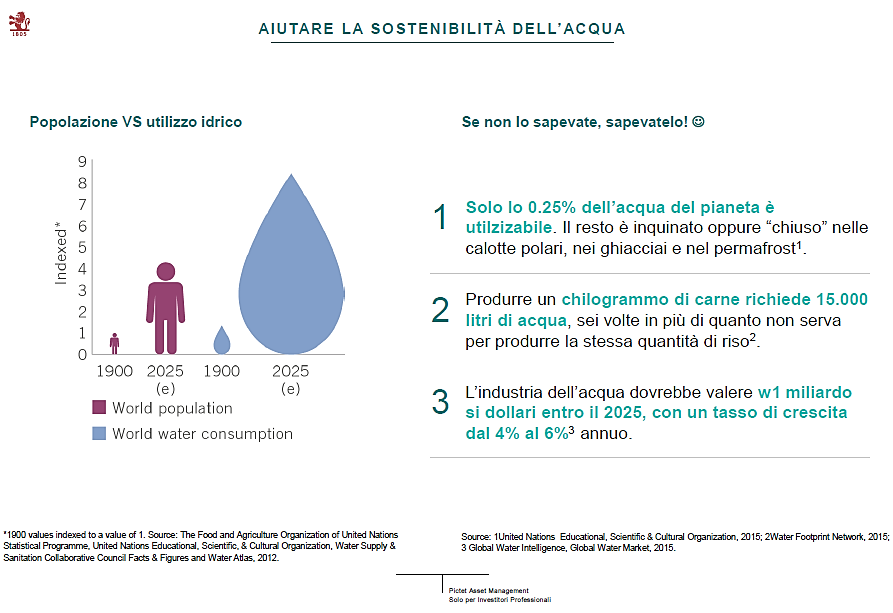 1805
AIUTARE LA SOSTENIBILITÀ DELL'ACQUA
Popolazione VS utilizzo idrico
9
8
7
6
5
4
3
2
1
0
Indexed*
1900 2025 1900 2025
(e) (e)
World population
World water consumption
Se non lo sapevate, sapevatelo! ☺
1
Solo lo 0.25% dell'acqua del pianeta è
utilzizabile. Il resto è inquinato oppure "chiuso" nelle
calotte polari, nei ghiacciai e nel permafrost¹.
2
Produrre un chilogrammo di carne richiede 15.000
litri di acqua, sei volte in più di quanto non serva
per produrre la stessa quantità di riso².
3
L'industria dell'acqua dovrebbe valere w1 miliardo
si dollari entro il 2025, con un tasso di crescita
dal 4% al 6%³ annuo.
*1900 values indexed to a value of 1. Source: The Food and Agriculture Organization of United Nations
Statistical Programme, United Nations Educational, Scientific, & Cultural Organization, Water Supply &
Sanitation Collaborative Council Facts & Figures and Water Atlas, 2012.
Source: 1United Nations Educational, Scientific & Cultural Organization, 2015; 2Water Footprint Network, 2015;
3 Global Water Intelligence, Global Water Market, 2015.
Pictet Asset Management
Solo per Investitori Professionali